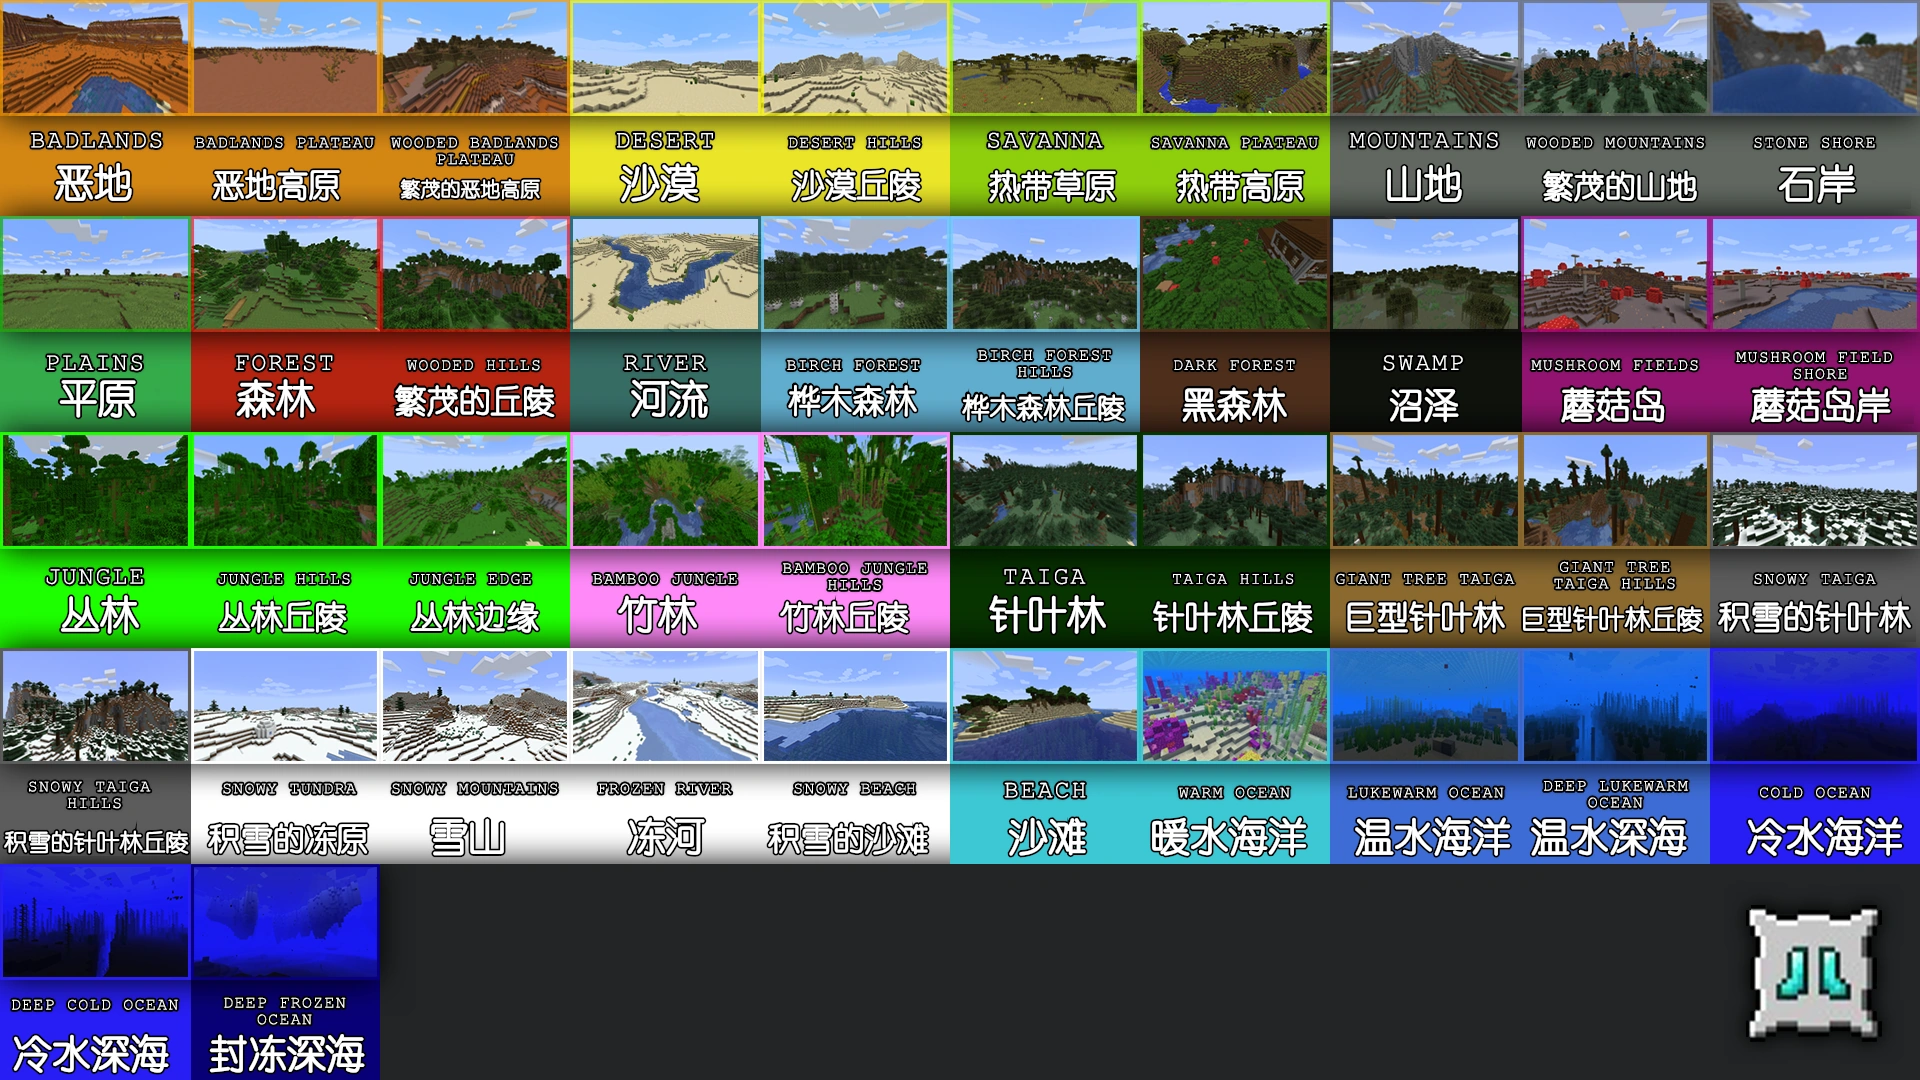 BADLANDS
恶地
BADLANDS PLATEAU
恶地高原
WOODED BADLANDS
PLATEAU
繁茂的恶地高原
DESERT
沙漠
DESERT HILLS
沙漠丘陵
SAVANNA
热带草原
SAVANNA PLATEAU
热带高原
MOUNTAINS
山地
WOODED MOUNTAINS
繁茂的山地
STONE SHORE
石岸
PLAINS
平原
FOREST
森林
WOODED HILLS
繁茂的丘陵
RIVER
河流
BIRCH FOREST
桦木森林
BIRCH FOREST
HILLS
桦木森林丘陵
DARK FOREST
黑森林
SWAMP
沼泽
MUSHROOM FIELDS
蘑菇岛
MUSHROOM FIELD
SHORE
蘑菇岛岸
JUNGLE
丛林
JUNGLE HILLS
丛林丘陵
JUNGLE EDGE
丛林边缘
BAMBOO JUNGLE
竹林
BAMBOO JUNGLE
HILLS
竹林丘陵
TAIGA
针叶林
TAIGA HILLS
针叶林丘陵
GIANT TREE TAIGA
巨型针叶林
GIANT TREE
TAIGA HILLS
巨型针叶林丘陵
SNOWY TAIGA
积雪的针叶林
SNOWY TAIGA
HILLS
积雪的针叶林丘陵
SNOWY TUNDRA
积雪的冻原
SNOWY MOUNTAINS
雪山
FROZEN RIVER
冻河
SNOWY BEACH
积雪的沙滩
BEACH
沙滩
WARM OCEAN
暖水海洋
LUKEWARM OCEAN
温水海洋
DEEP LUKEWARM
OCEAN
温水深海
COLD OCEAN
冷水海洋
DEEP COLD OCEAN
冷水深海
DEEP FROZEN
OCEAN
封冻深海